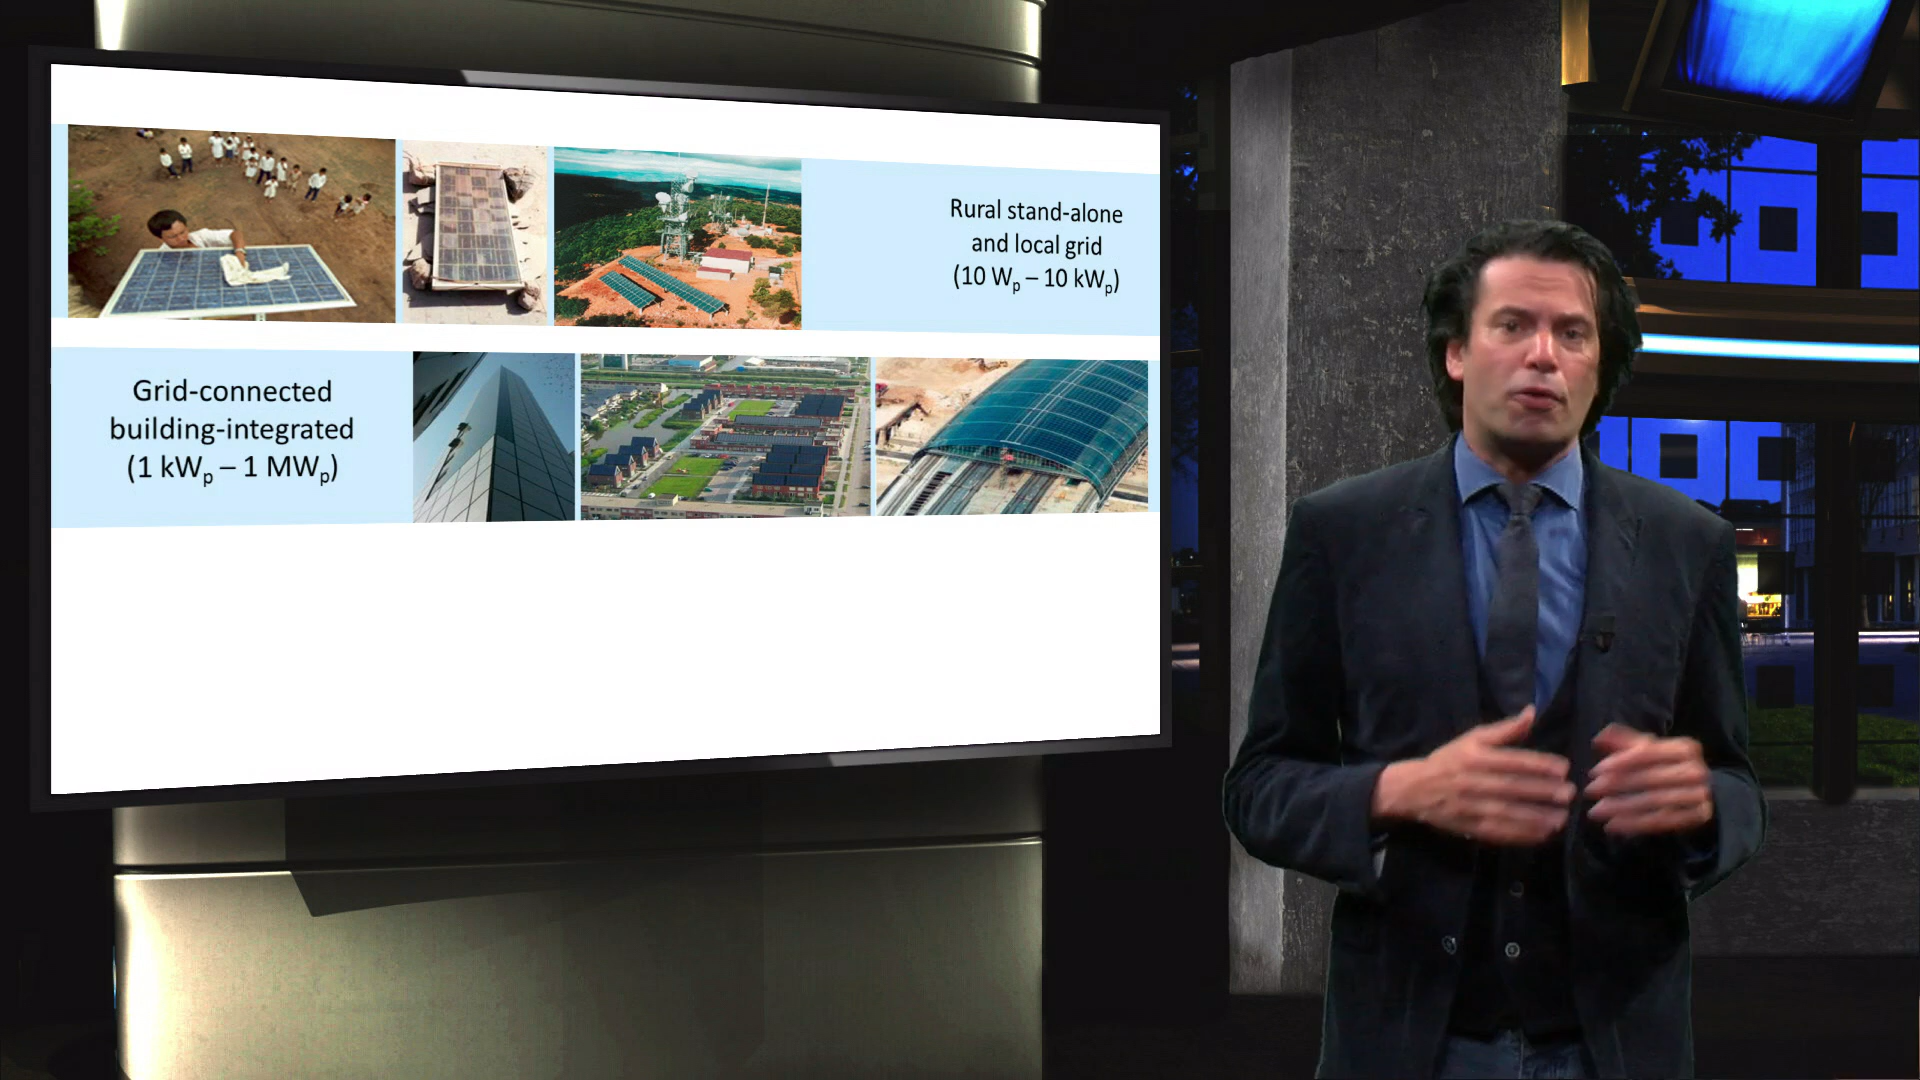 Rural stand-alone
and local grid
(10 Wp – 10 kWp)
Grid-connected
building-integrated
(1 kWp – 1 MWp)